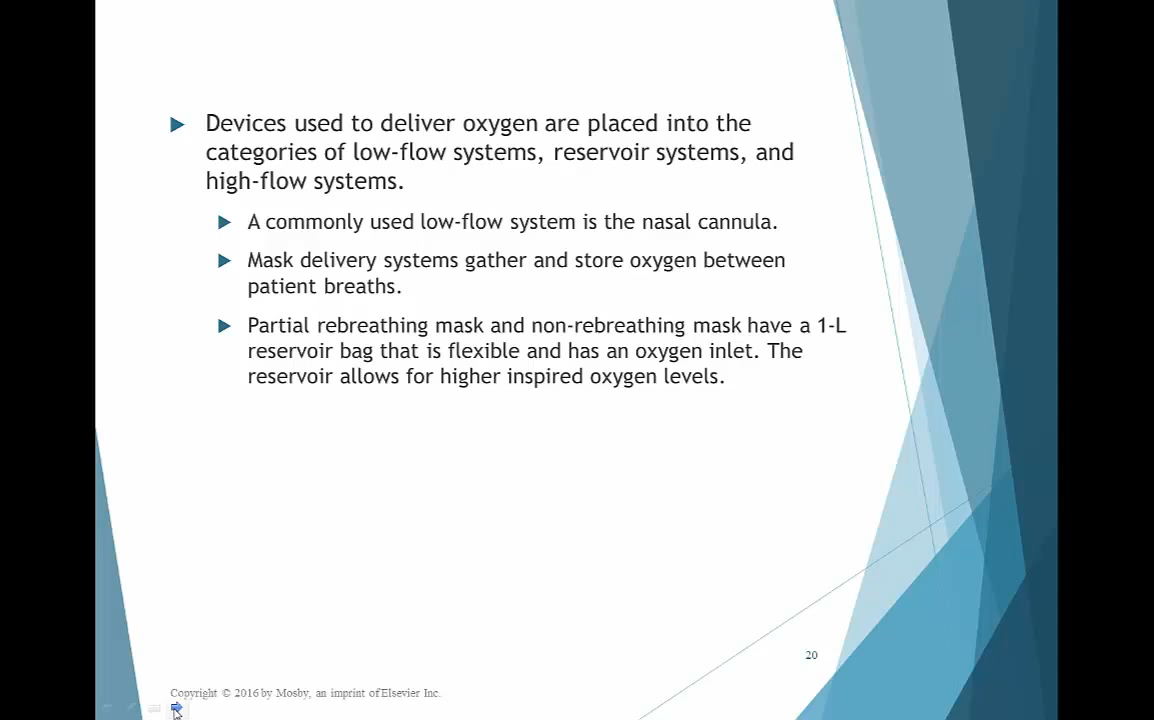 Devices used to deliver oxygen are placed into the
categories of low-flow systems, reservoir systems, and
high-flow systems.
A commonly used low-flow system is the nasal cannula.
Mask delivery systems gather and store oxygen between
patient breaths.
Partial rebreathing mask and non-rebreathing mask have a 1-L
reservoir bag that is flexible and has an oxygen inlet. The
reservoir allows for higher inspired oxygen levels.
20
Copyright © 2016 by Mosby, an imprint of Elsevier Inc.